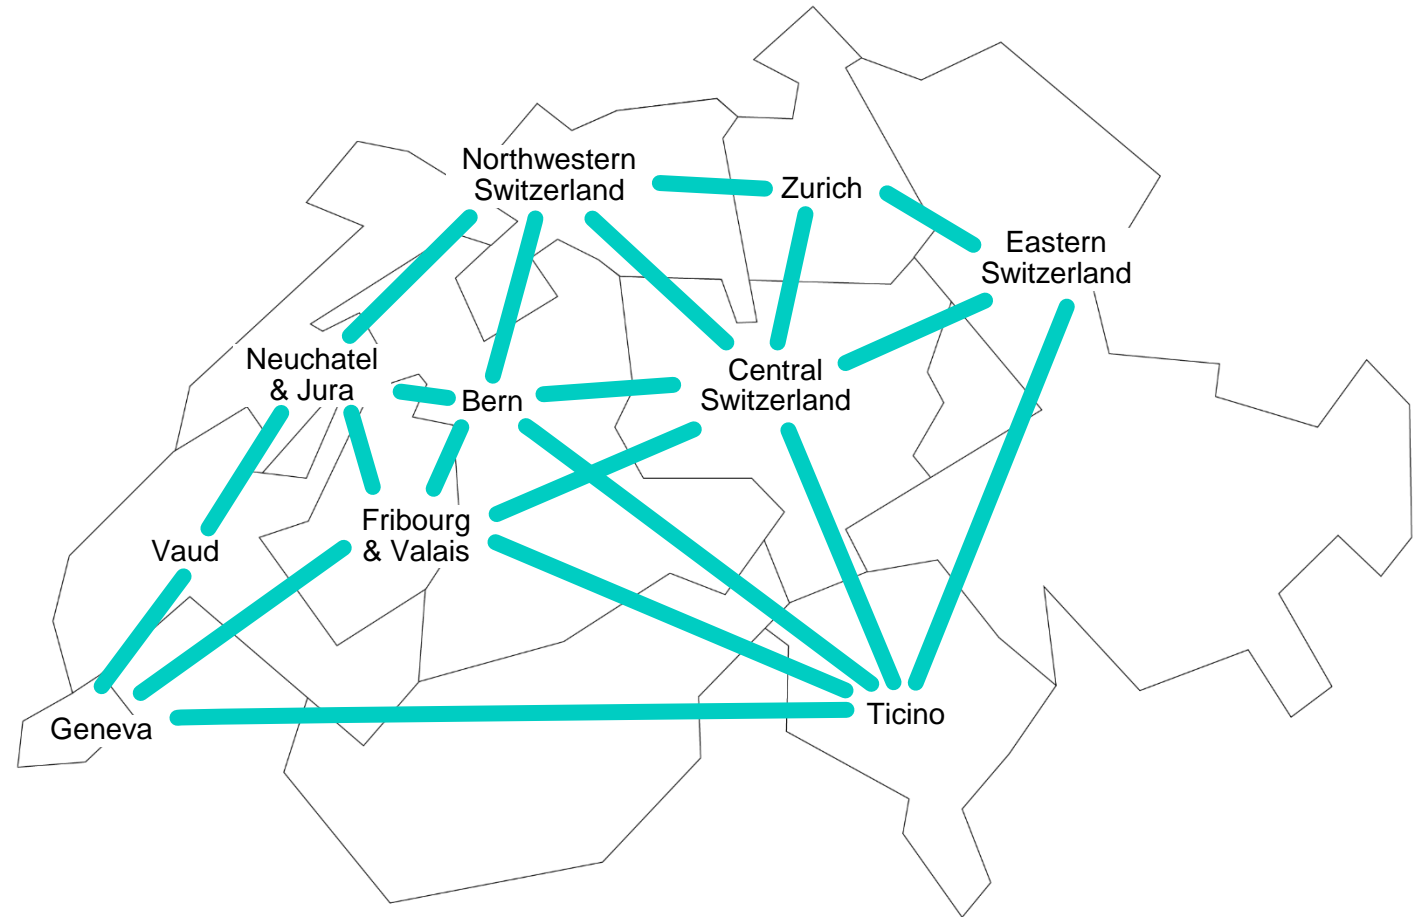 Northwestern
Switzerland
Zurich
Eastern
Switzerland
Neuchatel
& Jura
Bern
Central
Switzerland
Fribourg
& Valais
Vaud
Geneva
Ticino